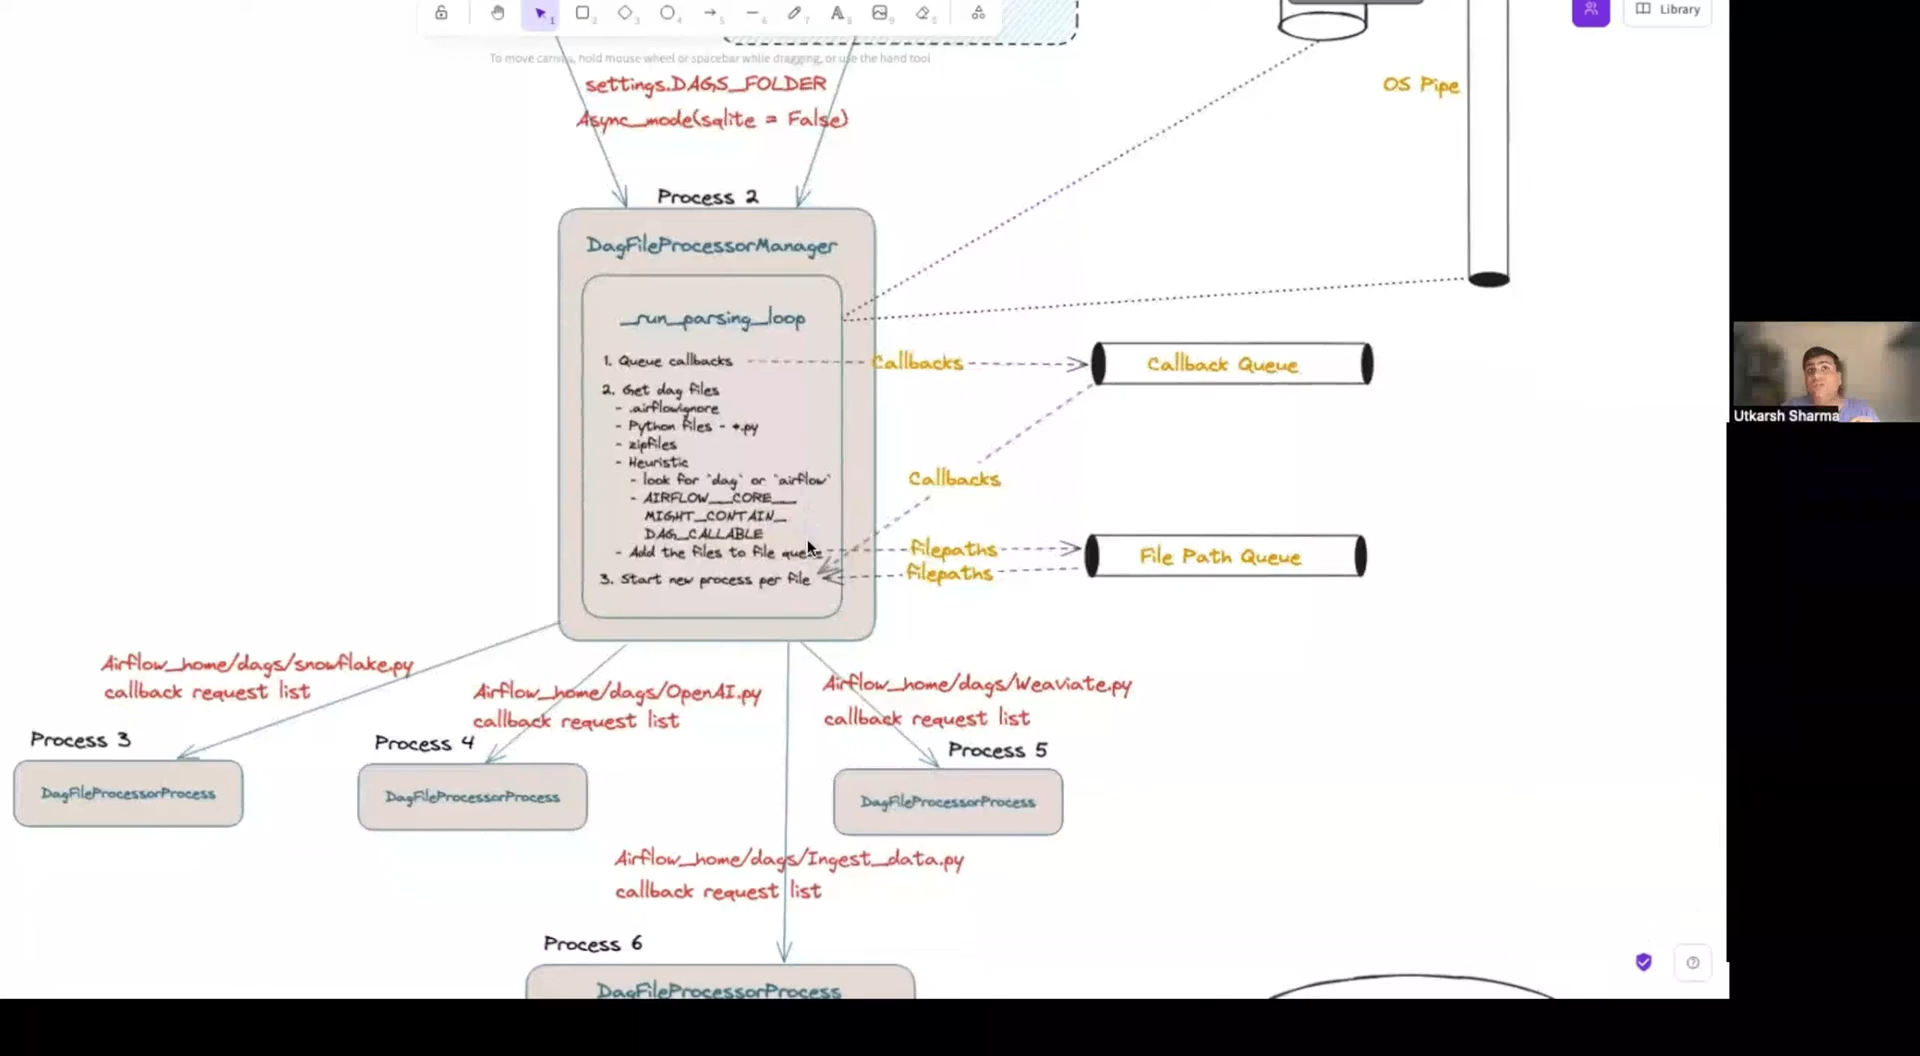 Library
To move canvas, hold mouse wheel or spacebar while dragging, or use the hand tool
settings.DAGS_FOLDER
Async_mode(sqlite = False)
OS Pipe
Process 2
DagFileProcessorManager
_run_parsing_loop
1. Queue callbacks
Callbacks
Callback Queue
2. Get dag files
- .airflowignore
- Python files - *.py
- zipfiles
- Heuristic
- look for `dag` or `airflow`
- AIRFLOW__CORE__
MIGHT_CONTAIN_
DAG_CALLABLE
- Add the files to file queue
3. Start new process per file
Callbacks
filepaths
filepaths
File Path Queue
Utkarsh Sharma
Airflow_home/dags/snowflake.py
callback request list
Airflow_home/dags/OpenAI.py
callback request list
Airflow_home/dags/Weaviate.py
callback request list
Process 3
DagFileProcessorProcess
Process 4
DagFileProcessorProcess
Process 5
DagFileProcessorProcess
Airflow_home/dags/Ingest_data.py
callback request list
Process 6
DagFileProcessorProcess